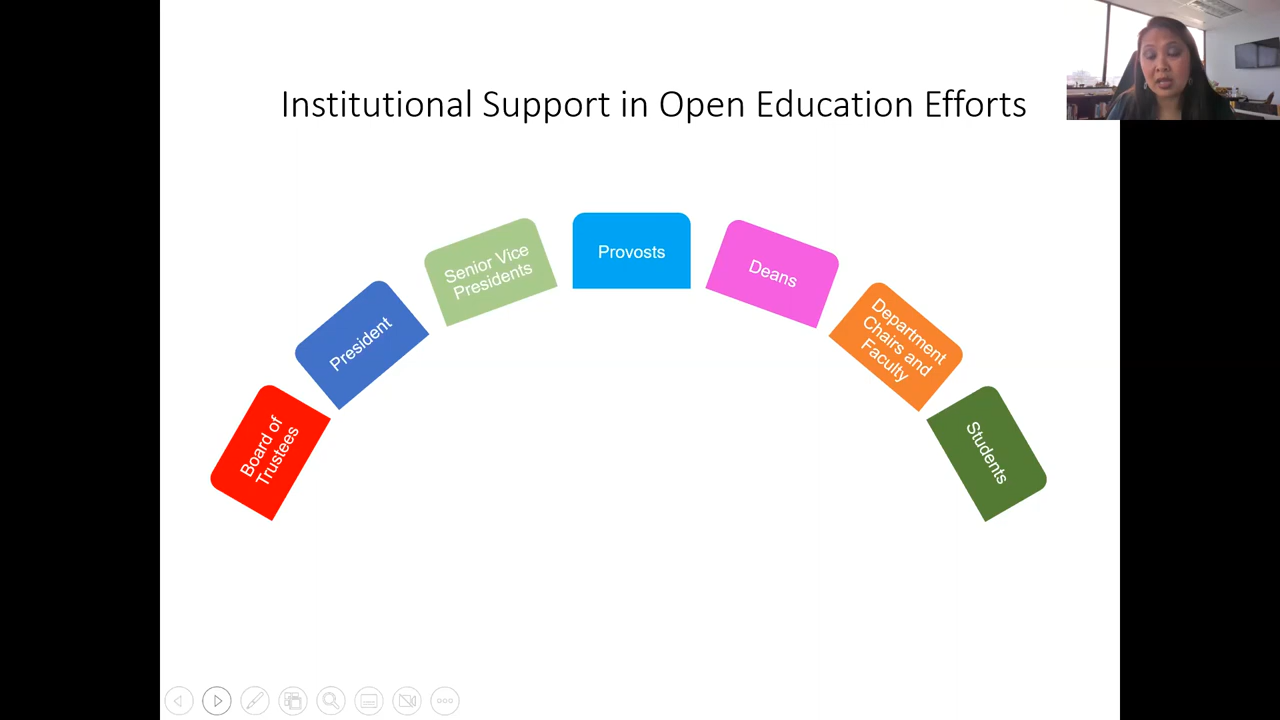 Institutional Support in Open Education Efforts
Board of
Trustees
President
Senior Vice
Presidents
Provosts
Deans
Department
Chairs and
Faculty
Students